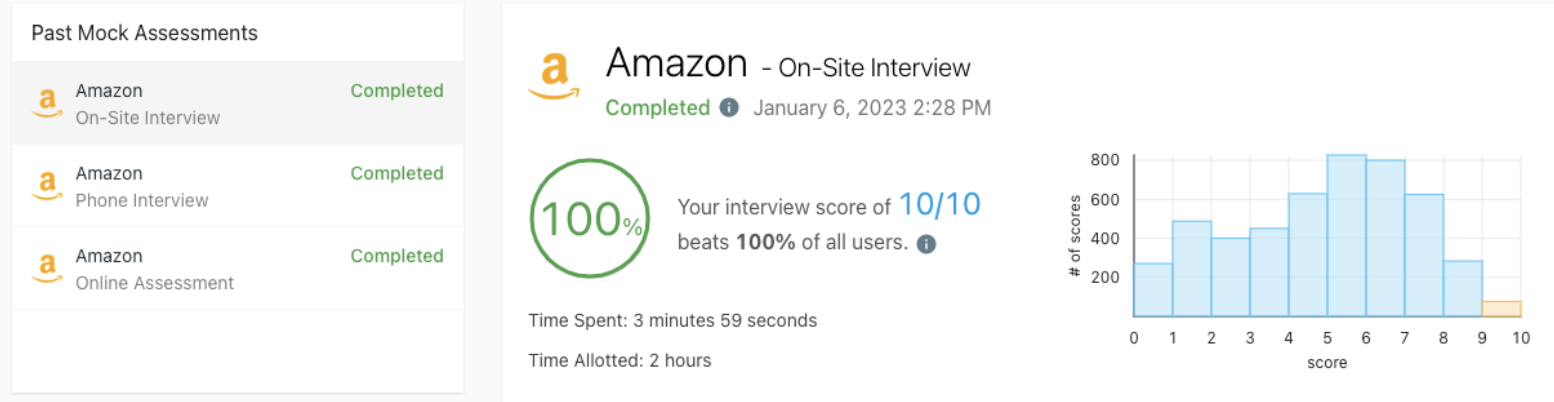 Past Mock Assessments
Amazon Completed
On-Site Interview
Amazon Completed
Phone Interview
Amazon Completed
Online Assessment
Amazon - On-Site Interview
Completed January 6, 2023 2:28 PM
100%
Your interview score of 10/10
beats 100% of all users.
Time Spent: 3 minutes 59 seconds
Time Allotted: 2 hours
# of scores
800
600
400
200
0 1 2 3 4 5 6 7 8 9 10
score